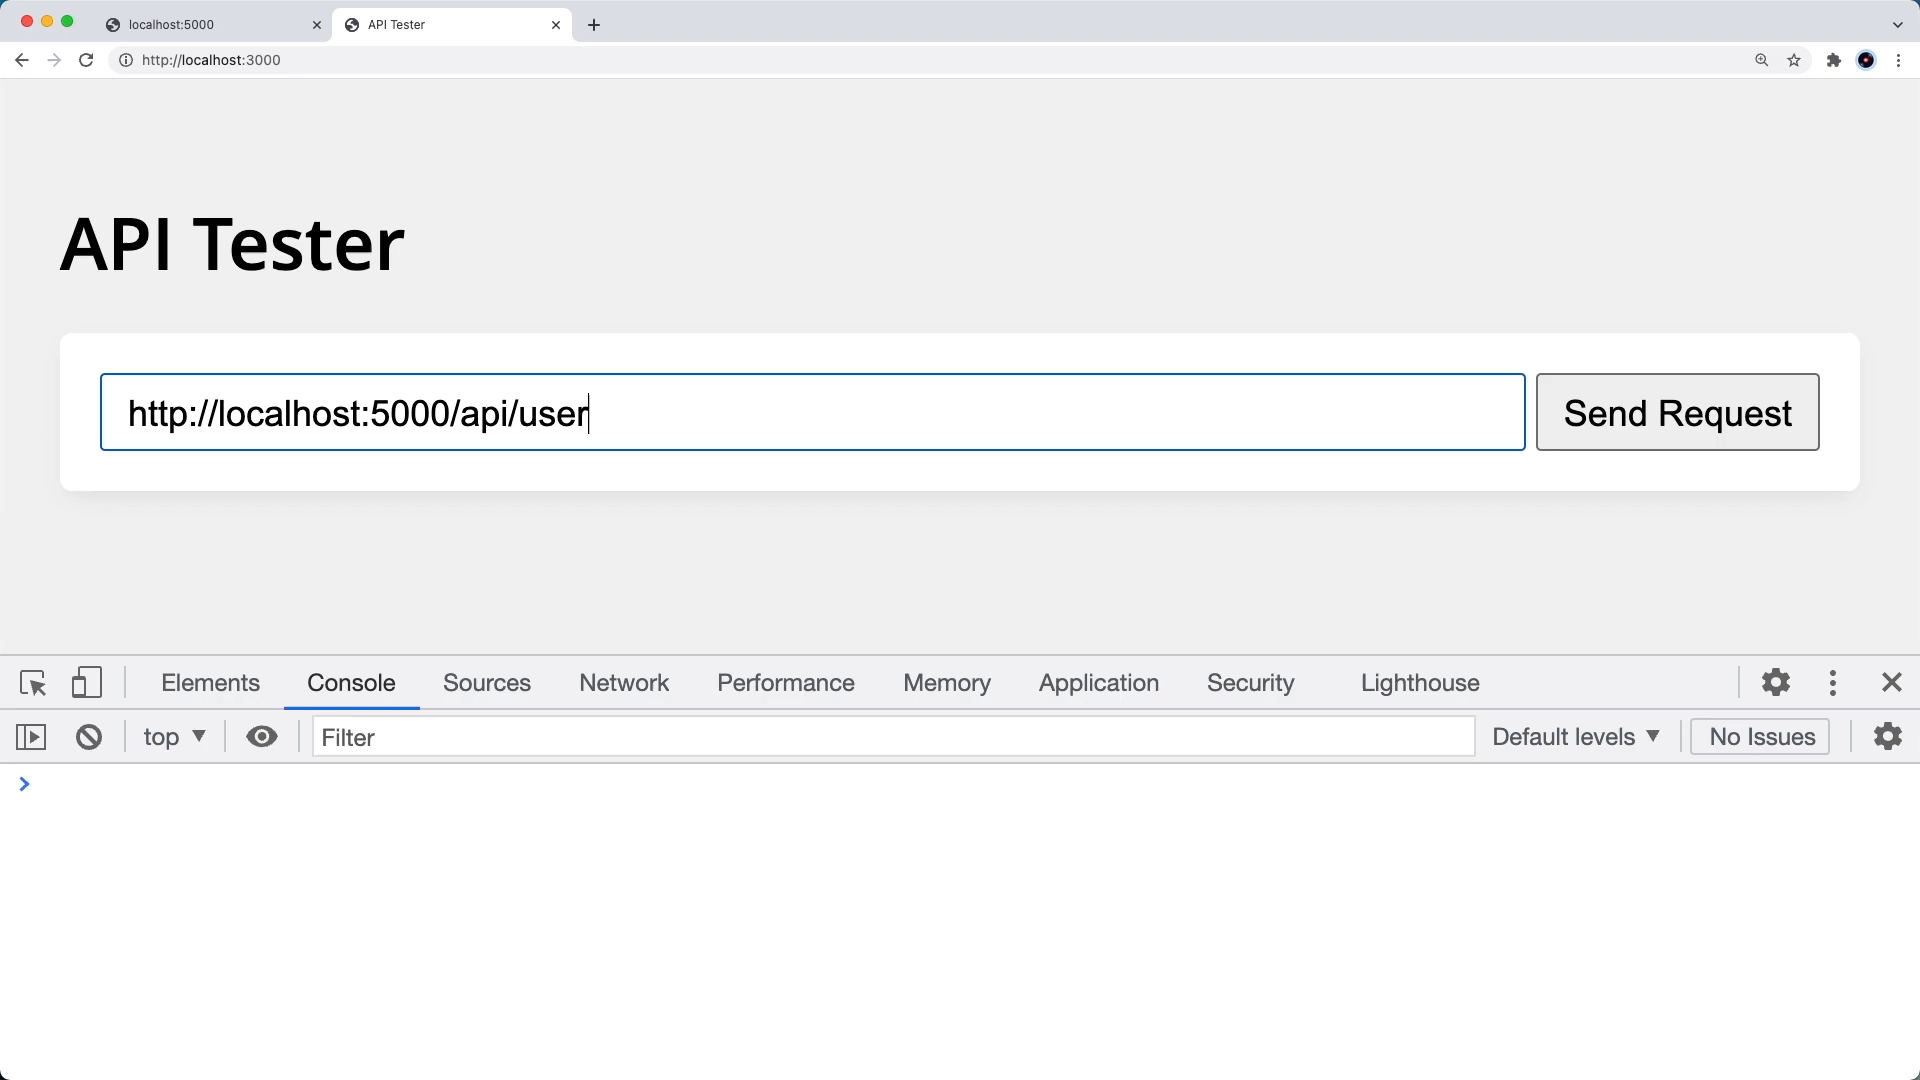 localhost:5000
API Tester
http://localhost:3000
API Tester
http://localhost:5000/api/user
Send Request
Elements Console Sources Network Performance Memory Application Security Lighthouse
top Filter Default levels No Issues